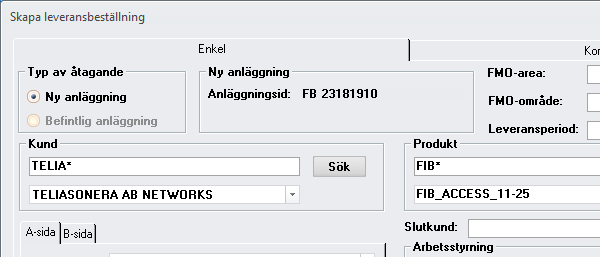 Skapa leveransbeställning
Enkel
Typ av åtagande
Ny anläggning
Befintlig anläggning
Ny anläggning
Anläggningsid: FB 23181910
FMO-area:
FMO-område:
Leveransperiod:
Kund
TELIA*
Sök
TELIASONERA AB NETWORKS
Produkt
FIB*
FIB_ACCESS_11-25
Slutkund:
A-sida
B-sida
Arbetsstyrning